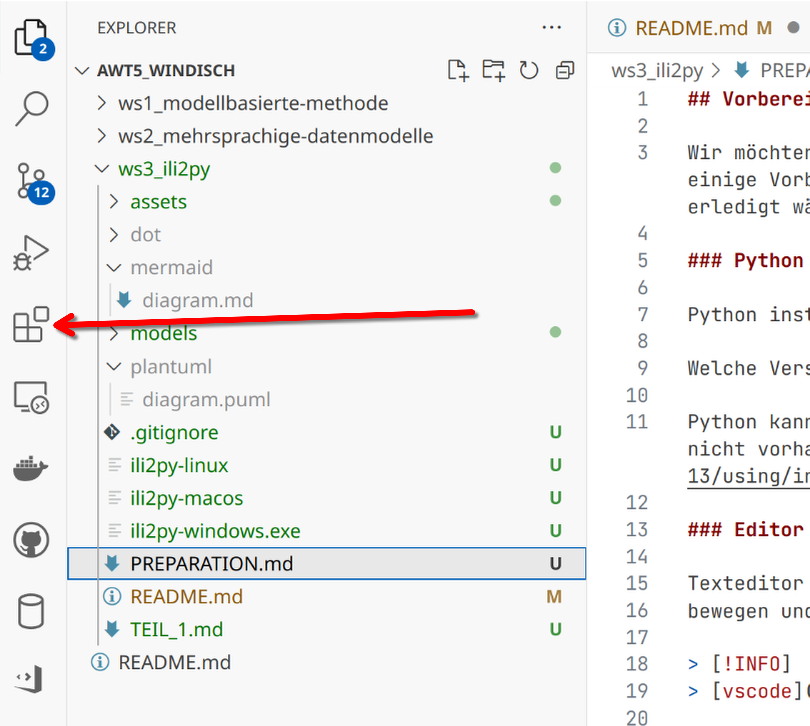 EXPLORER
2
AWT5_WINDISCH
ws1_modellbasierte-methode
ws2_mehrsprachige-datenmodelle
12
ws3_ili2py
assets
dot
mermaid
diagram.md
models
plantuml
diagram.puml
.gitignore U
ili2py-linux U
ili2py-macos U
ili2py-windows.exe U
PREPARATION.md U
README.md M
TEIL_1.md U
README.md
README.md M
ws3_ili2py > PREPA
1 ## Vorberei
2
3 Wir möchten
einige Vorb
erledigt wä
4
5 ### Python
6
7 Python inst
8
9 Welche Vers
10
11 Python kann
nicht vorha
13/using/in
12
13 ### Editor
14
15 Texteditor
16 bewegen und
17
18 > [!INFO]
19 > [vscode](
20